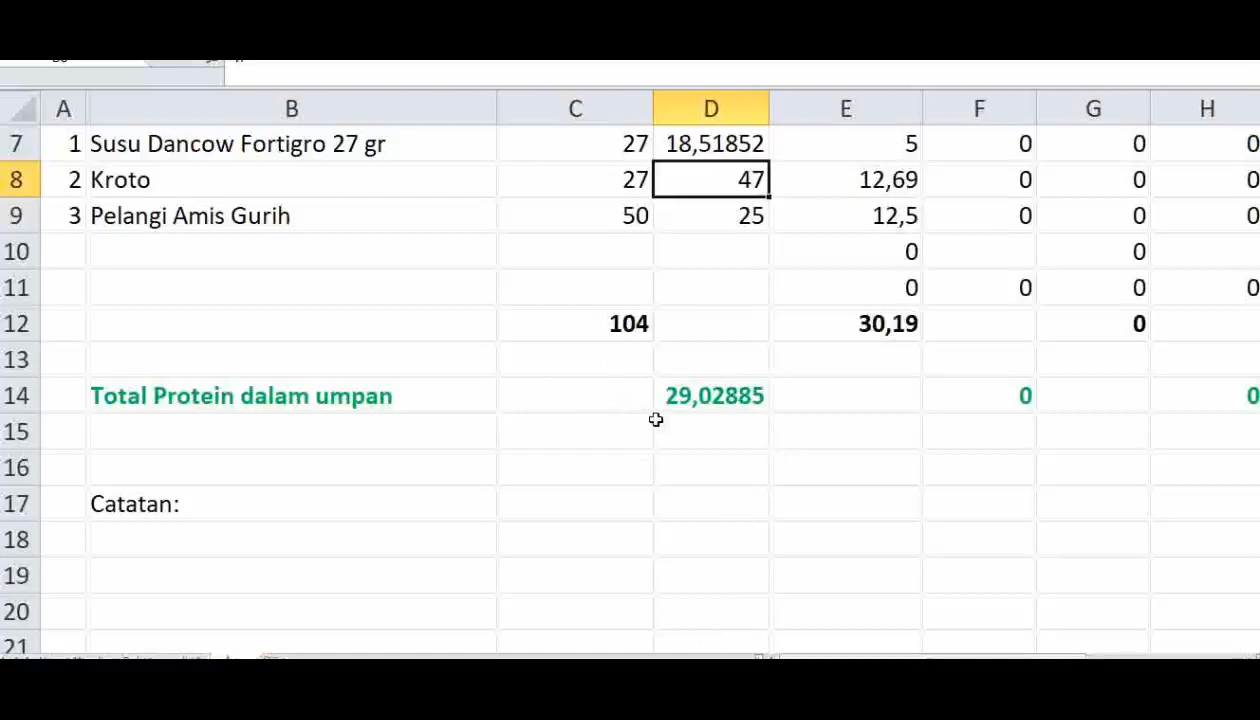 A B C D E F G H
7 1 Susu Dancow Fortigro 27 gr 27 18,51852 5 0 0 0
8 2 Kroto 27 47 12,69 0 0 0
9 3 Pelangi Amis Gurih 50 25 12,5 0 0 0
10 0 0
11 0 0 0 0
12 104 30,19 0
13
14 Total Protein dalam umpan 29,02885 0 0
15
16
17 Catatan:
18
19
20
21